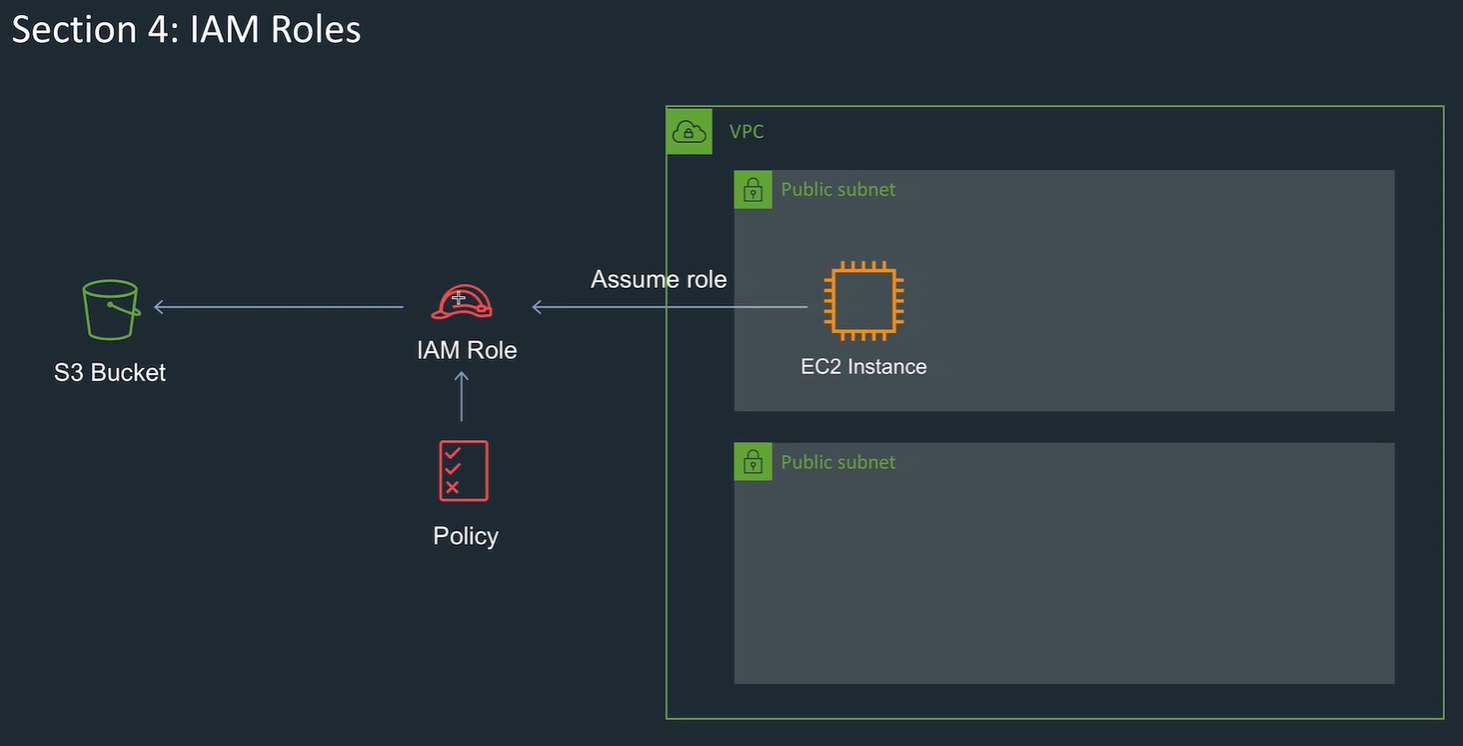 Section 4: IAM Roles
VPC
Public subnet
Assume role
IAM Role
EC2 Instance
S3 Bucket
Public subnet
Policy